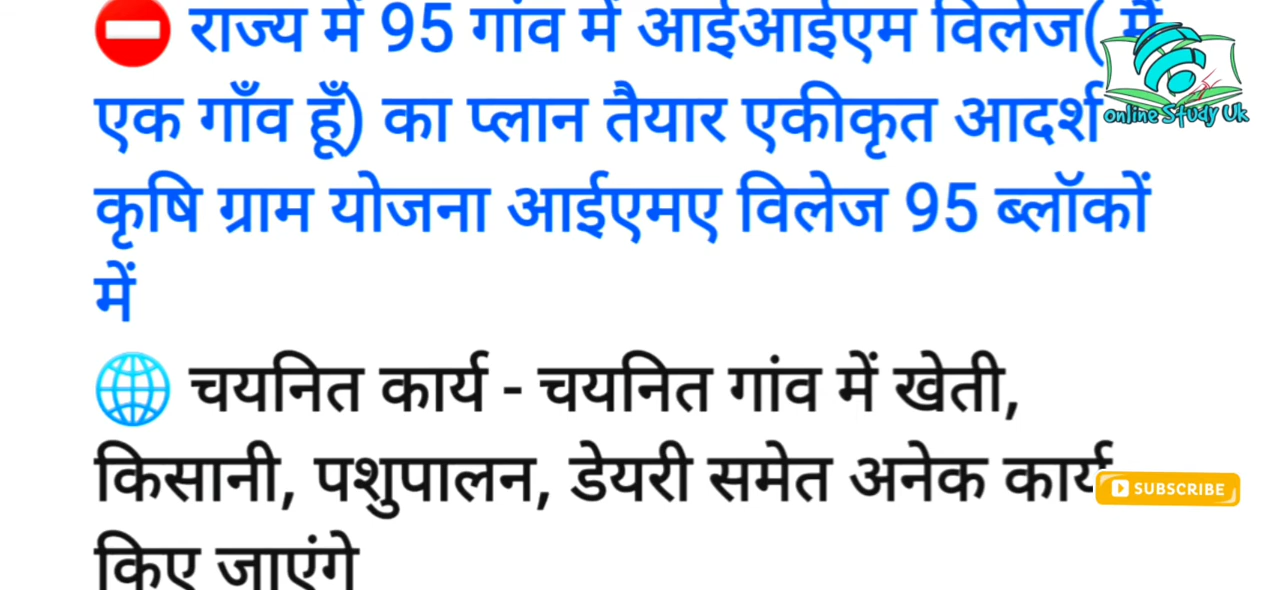 राज्य में 95 गांव में आईआईएम विलेज( मैं
एक गाँव हूँ) का प्लान तैयार एकीकृत आदर्श
कृषि ग्राम योजना आईएमए विलेज 95 ब्लॉकों
में
चयनित कार्य - चयनित गांव में खेती,
किसानी, पशुपालन, डेयरी समेत अनेक कार्य
किए जाएंगे
Online Study Uk
SUBSCRIBE